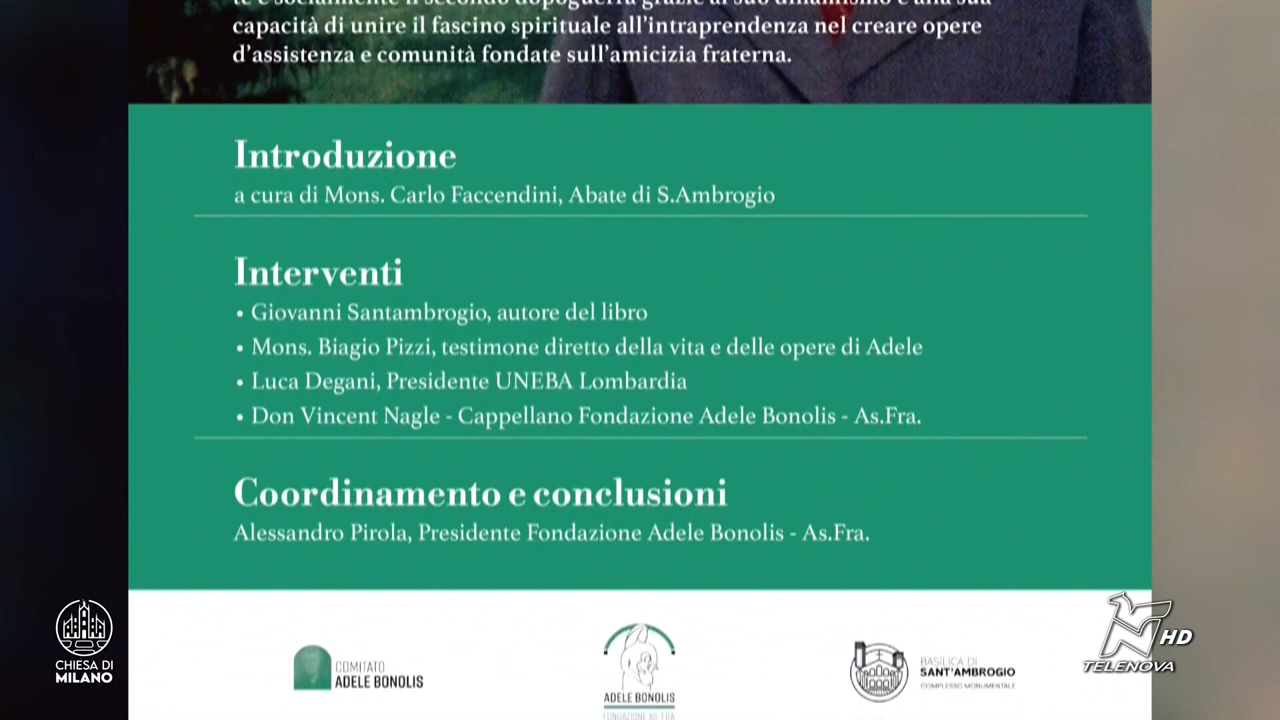 capacità di unire il fascino spirituale all'intraprendenza nel creare opere
d'assistenza e comunità fondate sull'amicizia fraterna.
Introduzione
a cura di Mons. Carlo Faccendini, Abate di S.Ambrogio
Interventi
• Giovanni Santambrogio, autore del libro
• Mons. Biagio Pizzi, testimone diretto della vita e delle opere di Adele
• Luca Degani, Presidente UNEBA Lombardia
• Don Vincent Nagle - Cappellano Fondazione Adele Bonolis - As.Fra.
Coordinamento e conclusioni
Alessandro Pirola, Presidente Fondazione Adele Bonolis - As.Fra.
CHIESA DI
MILANO
COMITATO
ADELE BONOLIS
ADELE BONOLIS
BASILICA DI
SANT'AMBROGIO
COMPLESSO MONUMENTALE
HD
TELENOVA